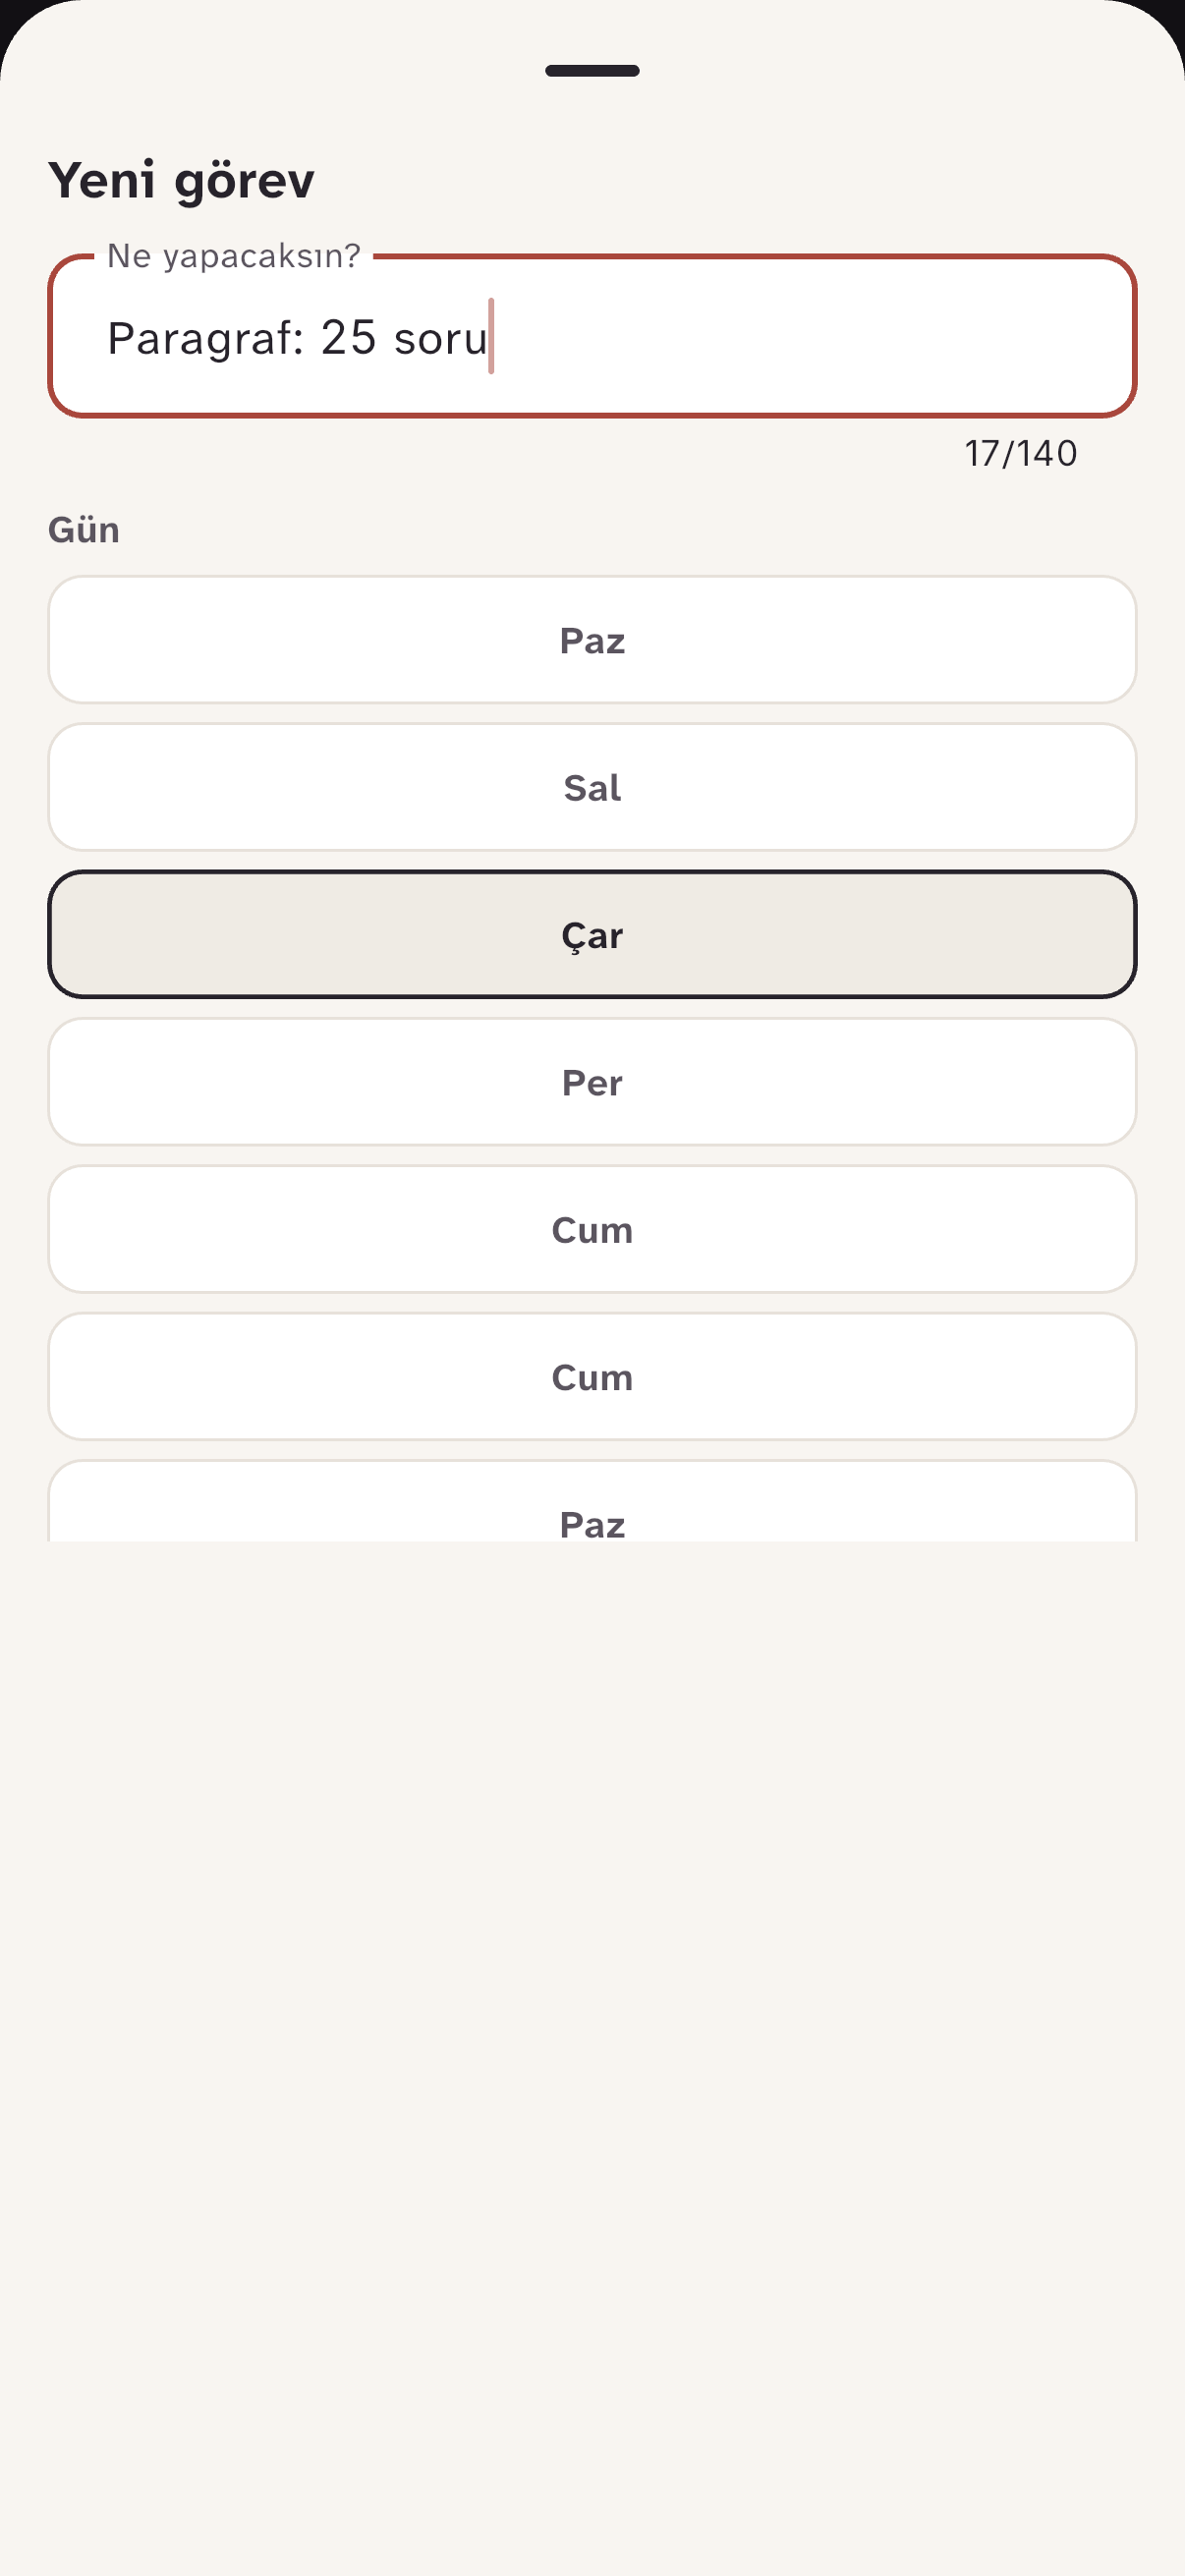 Yeni görev
Ne yapacaksın?
Paragraf: 25 soru
17/140
Gün
Paz
Sal
Çar
Per
Cum
Cum
Paz